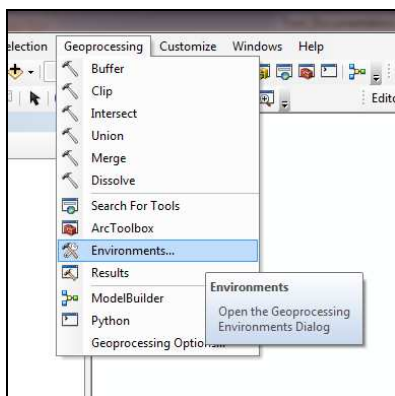 election Geoprocessing Customize Windows Help
Buffer
Clip
Intersect
Union
Merge
Dissolve
Search For Tools
ArcToolbox
Environments...
Results
ModelBuilder
Python
Geoprocessing Option...
Edito
Environments
Open the Geoprocessing
Environments Dialog